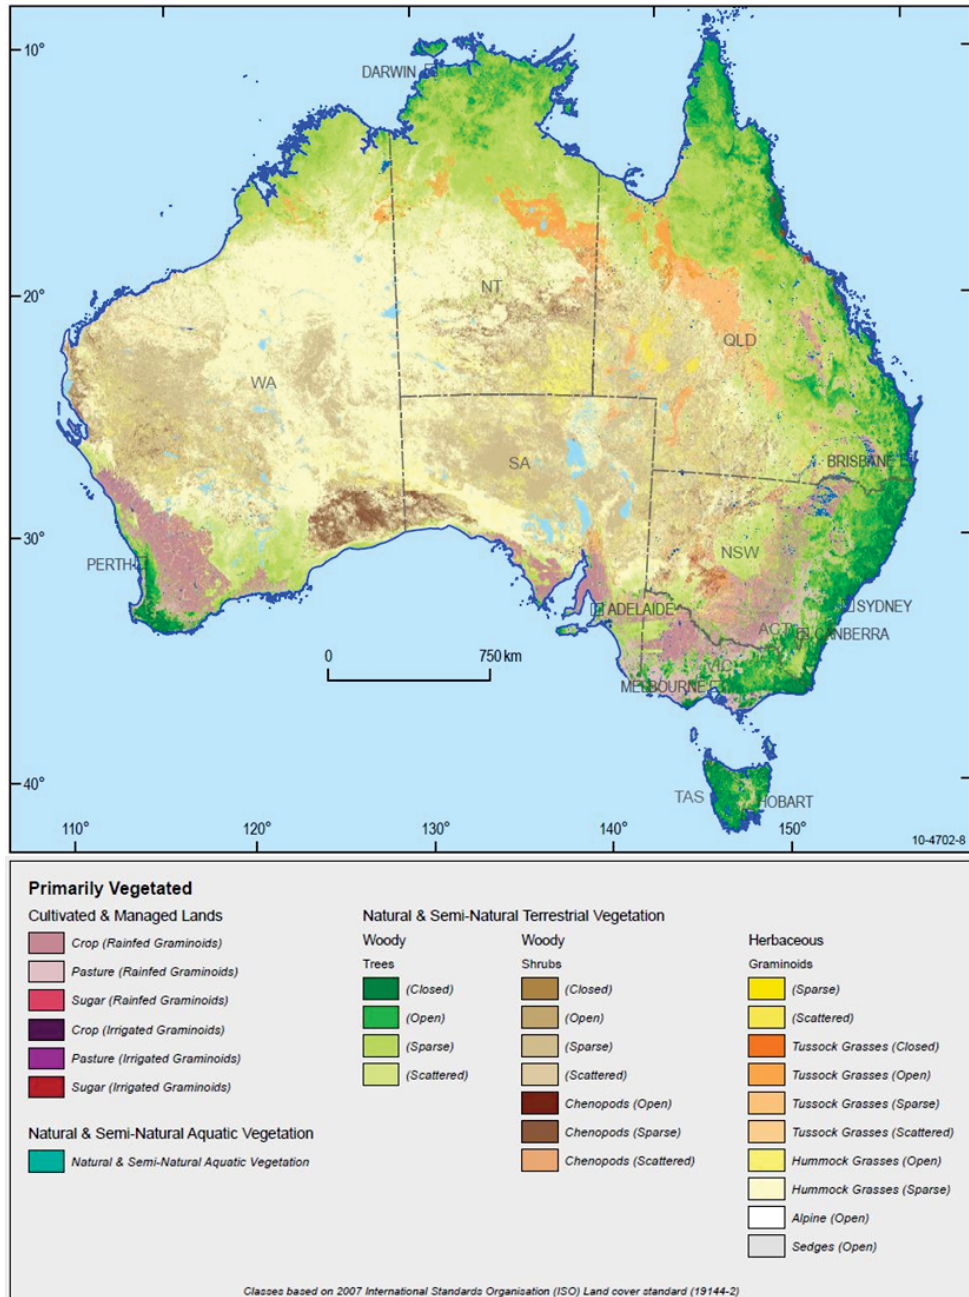 10°
DARWIN
NT
20°
QLD
WA
SA
BRISBANE
30°
NSW
PERTH
ADELAIDE
SYDNEY
ACT
CANBERRA
0 750 km
VIC
MELBOURNE
40°
TAS
HOBART
110° 120° 130° 140° 150°
10-4702-8
Primarily Vegetated
Cultivated & Managed Lands
Crop (Rainfed Graminoids)
Pasture (Rainfed Graminoids)
Sugar (Rainfed Graminoids)
Crop (Irrigated Graminoids)
Pasture (Irrigated Graminoids)
Sugar (Irrigated Graminoids)
Natural & Semi-Natural Aquatic Vegetation
Natural & Semi-Natural Aquatic Vegetation
Natural & Semi-Natural Terrestrial Vegetation
Woody
Trees
(Closed)
(Open)
(Sparse)
(Scattered)
Woody
Shrubs
(Closed)
(Open)
(Sparse)
(Scattered)
Chenopods (Open)
Chenopods (Sparse)
Chenopods (Scattered)
Herbaceous
Graminoids
(Sparse)
(Scattered)
Tussock Grasses (Closed)
Tussock Grasses (Open)
Tussock Grasses (Sparse)
Tussock Grasses (Scattered)
Hummock Grasses (Open)
Hummock Grasses (Sparse)
Alpine (Open)
Sedges (Open)
Classes based on 2007 International Standards Organisation (ISO) Land cover standard (19144-2)